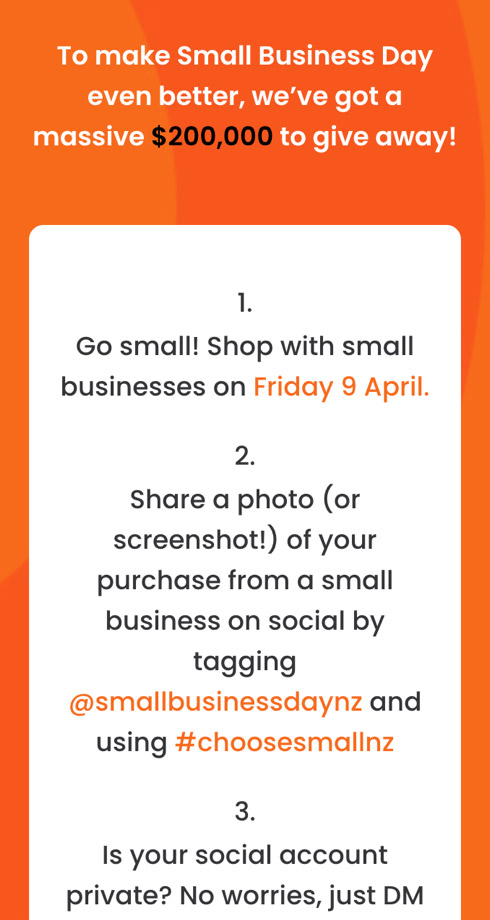 To make Small Business Day
even better, we’ve got a
massive $200,000 to give away!
1.
Go small! Shop with small
businesses on Friday 9 April.
2.
Share a photo (or
screenshot!) of your
purchase from a small
business on social by
tagging
@smallbusinessdaynz and
using #choosesmallnz
3.
Is your social account
private? No worries, just DM